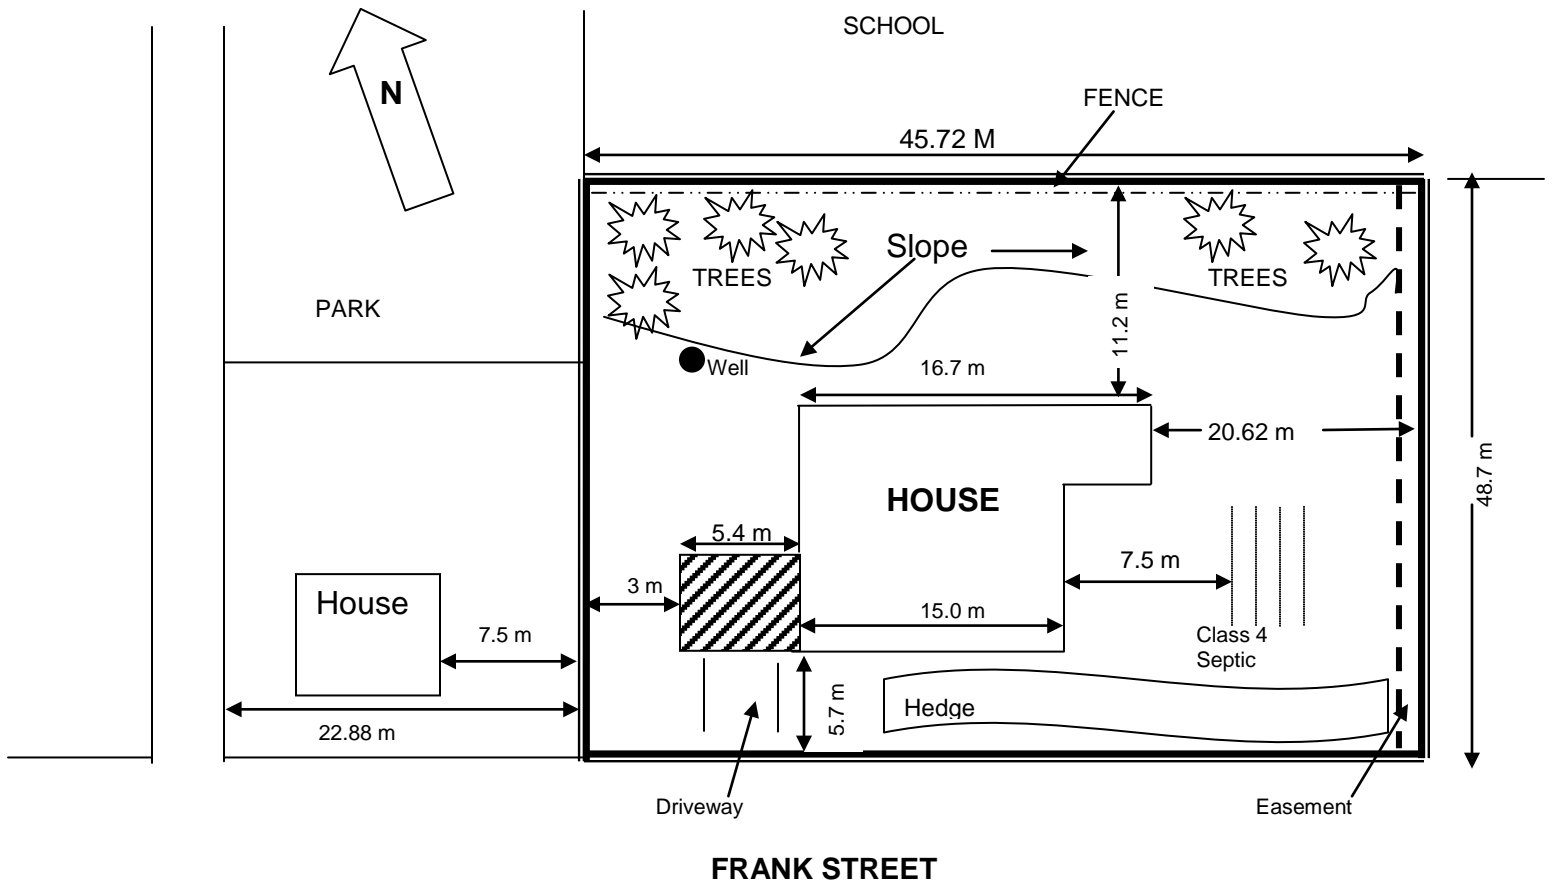 SCHOOL
N
FENCE
45.72 M
Slope
TREES
TREES
PARK
11.2 m
Well
16.7 m
20.62 m
48.7 m
HOUSE
5.4 m
7.5 m
3 m
House
15.0 m
7.5 m
Class 4
Septic
5.7 m
Hedge
22.88 m
Driveway
Easement
FRANK STREET